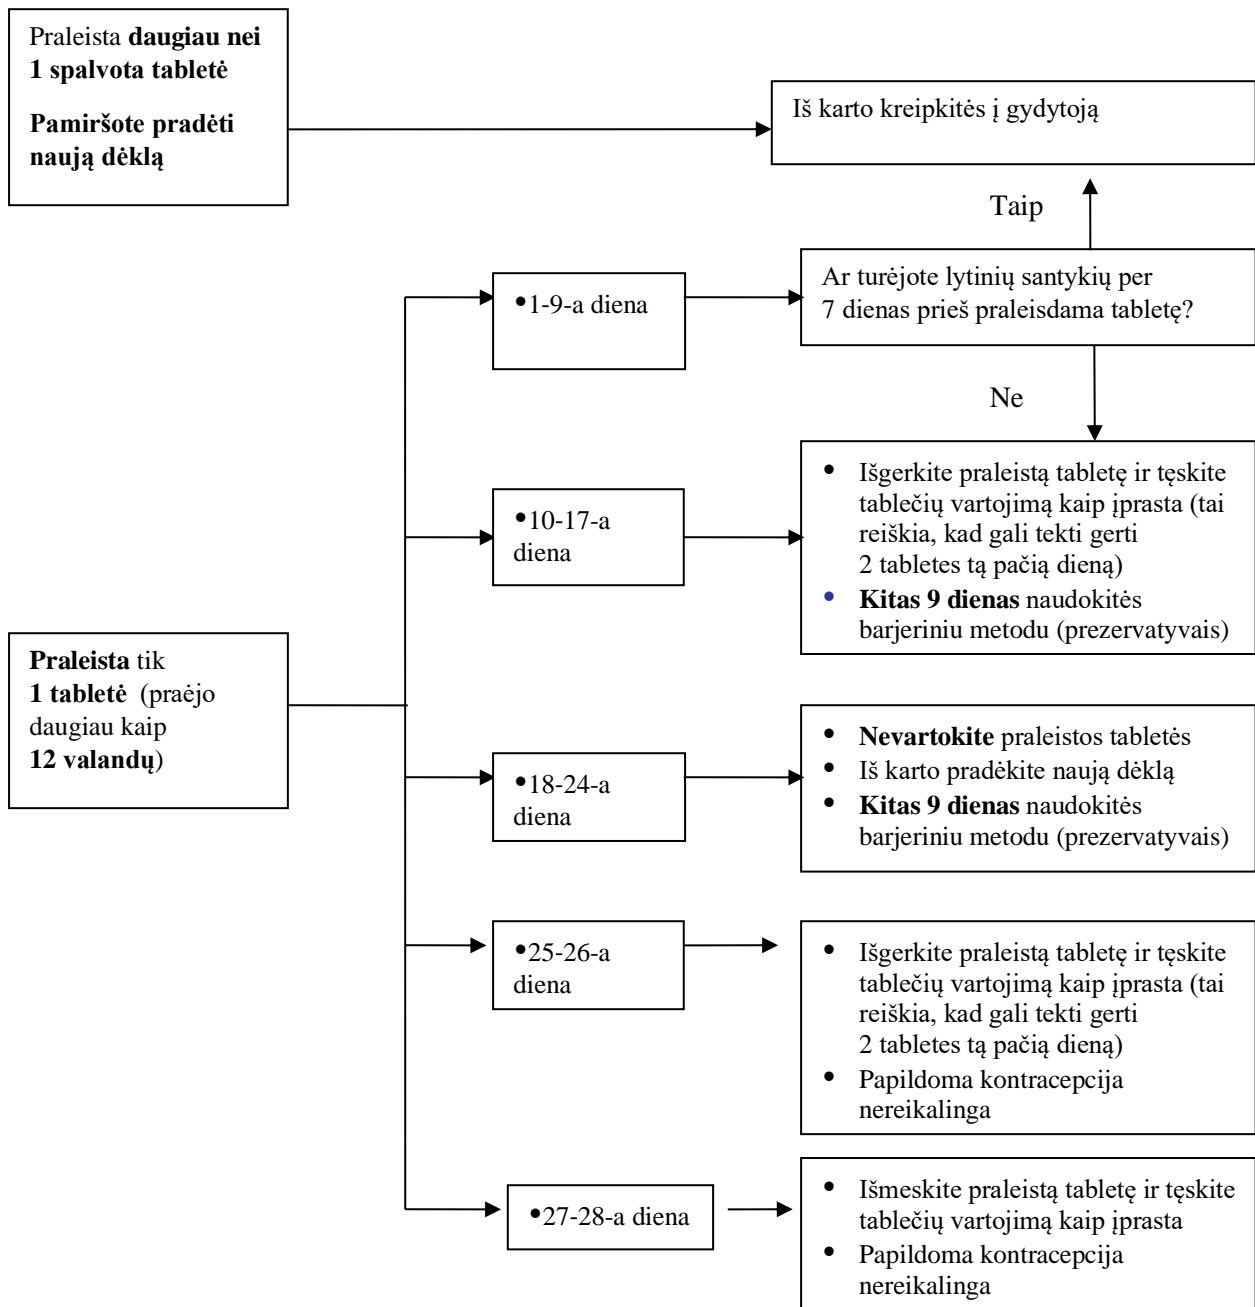 Praleista daugiau nei
1 spalvota tabletė
Pamiršote pradėti
naują dėklą
Iš karto kreipkitės į gydytoją
Taip
•1-9-a diena
Ar turėjote lytinių santykių per
7 dienas prieš praleisdama tabletę?
Ne
•10-17-a
diena
• Išgerkite praleistą tabletę ir tęskite
tablečių vartojimą kaip įprasta (tai
reiškia, kad gali tekti gerti
2 tabletes tą pačią dieną)
• Kitas 9 dienas naudokitės
barjeriniu metodu (prezervatyvais)
Praleista tik
1 tabletė (praėjo
daugiau kaip
12 valandų)
•18-24-a
diena
• Nevartokite praleistos tabletės
• Iš karto pradėkite naują dėklą
• Kitas 9 dienas naudokitės
barjeriniu metodu (prezervatyvais)
•25-26-a
diena
• Išgerkite praleistą tabletę ir tęskite
tablečių vartojimą kaip įprasta (tai
reiškia, kad gali tekti gerti
2 tabletes tą pačią dieną)
• Papildoma kontracepcija
nereikalinga
•27-28-a diena
• Išmeskite praleistą tabletę ir tęskite
tablečių vartojimą kaip įprasta
• Papildoma kontracepcija
nereikalinga